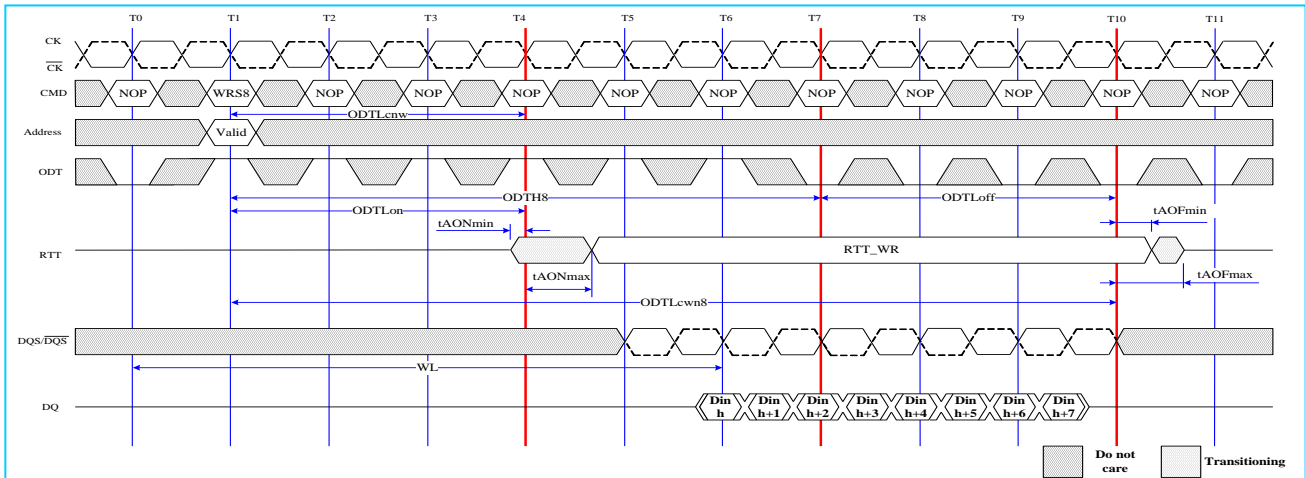 T0 T1 T2 T3 T4 T5 T6 T7 T8 T9 T10 T11
CK
CK
CMD NOP WRS8 NOP NOP NOP NOP NOP NOP NOP NOP NOP NOP
ODTLcnw
Address Valid
ODT
ODTH8 ODTLoff
ODTLon
tAONmin tAOFmin
RTT RTT_WR
tAONmax tAOFmax
ODTLcwn8
DQS/DQS
WL
DQ Din h Din h+1 Din h+2 Din h+3 Din h+4 Din h+5 Din h+6 Din h+7
Do not care Transitioning